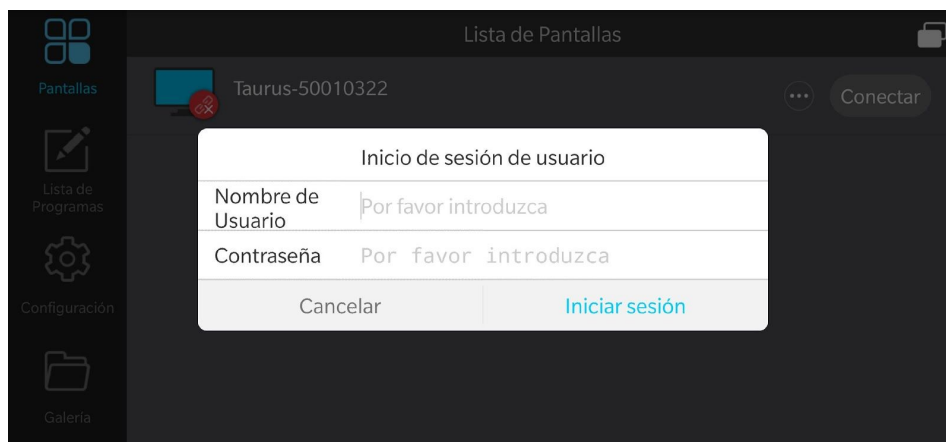 Lista de Pantallas
Pantallas
Taurus-50010322
Conectar
Lista de
Programas
Configuración
Galería
Inicio de sesión de usuario
Nombre de
Usuario
Por favor introduzca
Contraseña
Por favor introduzca
Cancelar
Iniciar sesión